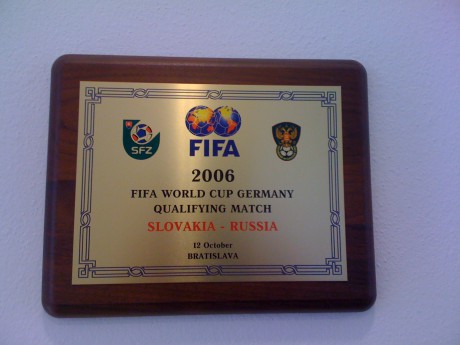 SFZ
FIFA
2006
FIFA WORLD CUP GERMANY
QUALIFYING MATCH
SLOVAKIA - RUSSIA
12 October
BRATISLAVA